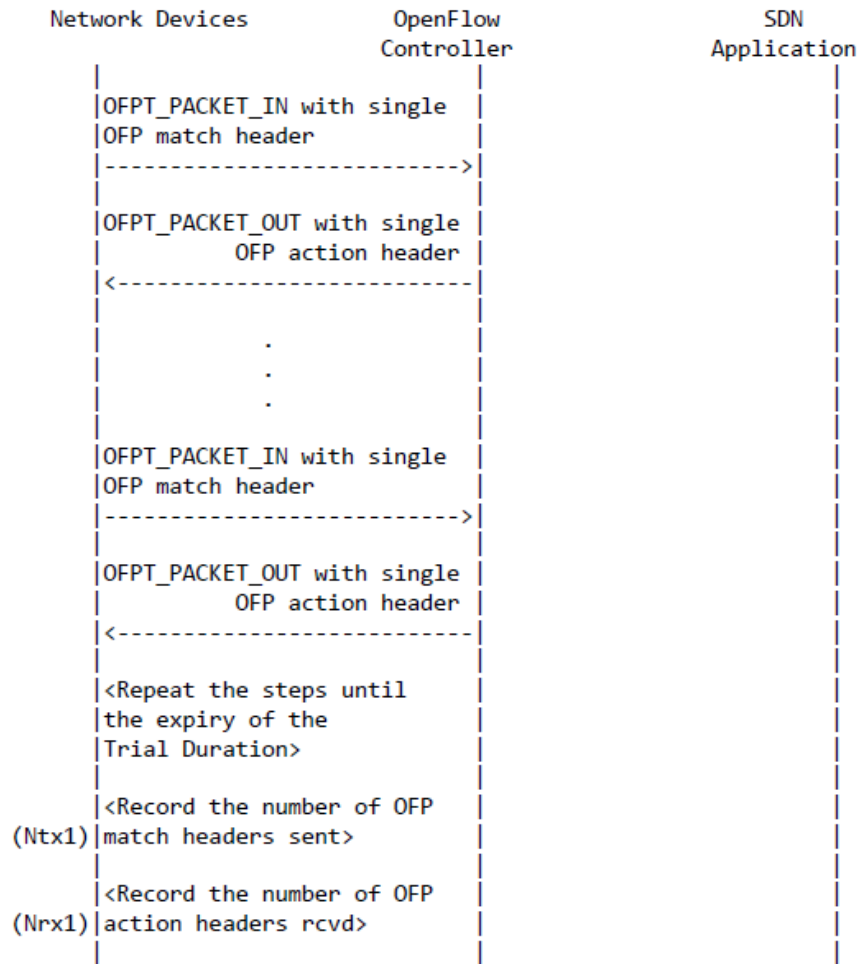 Network Devices OpenFlow SDN
Controller Application
| | |
|OFPT_PACKET_IN with single | |
|OFP match header | |
|--------------------------->| |
| | |
|OFPT_PACKET_OUT with single | |
| OFP action header | |
|<---------------------------| |
| | |
| . | |
| . | |
| . | |
| | |
|OFPT_PACKET_IN with single | |
|OFP match header | |
|--------------------------->| |
| | |
|OFPT_PACKET_OUT with single | |
| OFP action header | |
|<---------------------------| |
| | |
|<Repeat the steps until | |
|the expiry of the | |
|Trial Duration> | |
| | |
|<Record the number of OFP | |
(Ntx1)|match headers sent> | |
| | |
|<Record the number of OFP | |
(Nrx1)|action headers rcvd> | |
| | |